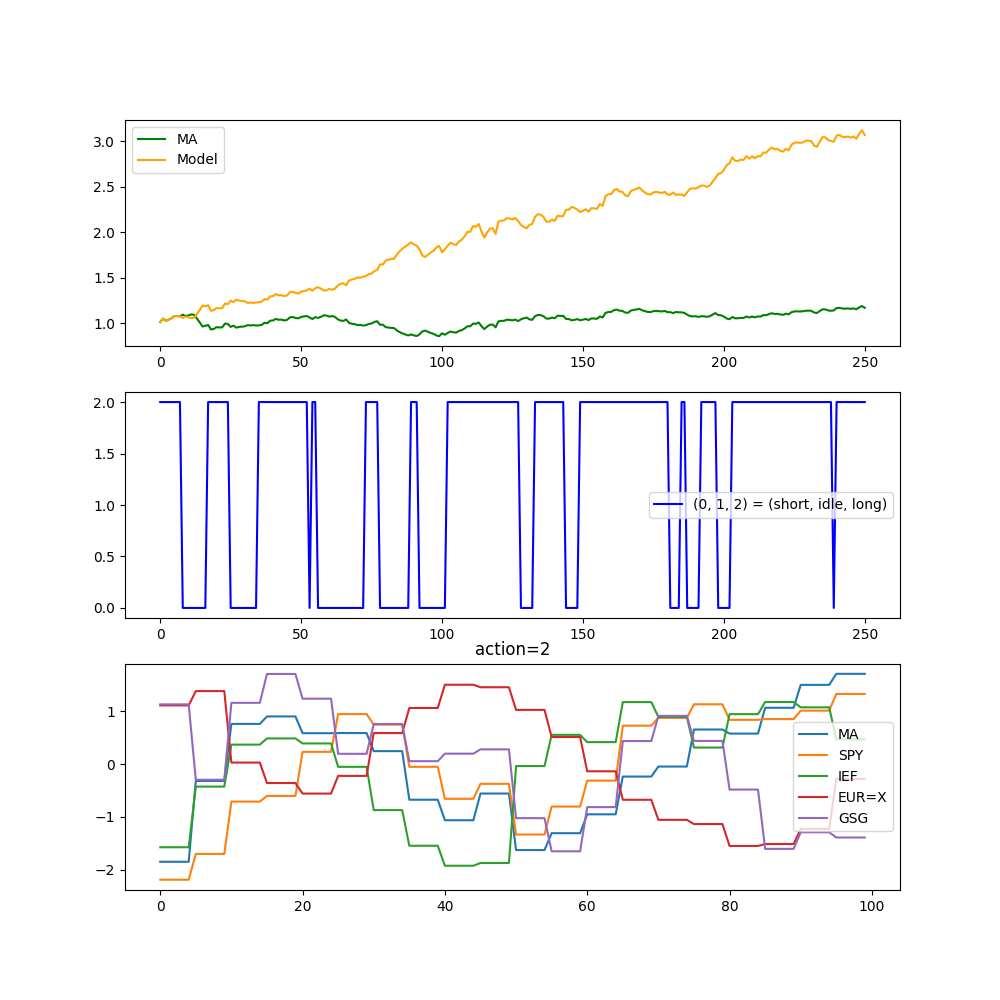 MA
Model
3.0
2.5
2.0
1.5
1.0
0 50 100 150 200 250
2.0
1.5
1.0
0.5
0.0
(0, 1, 2) = (short, idle, long)
0 50 100 150 200 250
action=2
1
0
−1
−2
MA
SPY
IEF
EUR=X
GSG
0 20 40 60 80 100